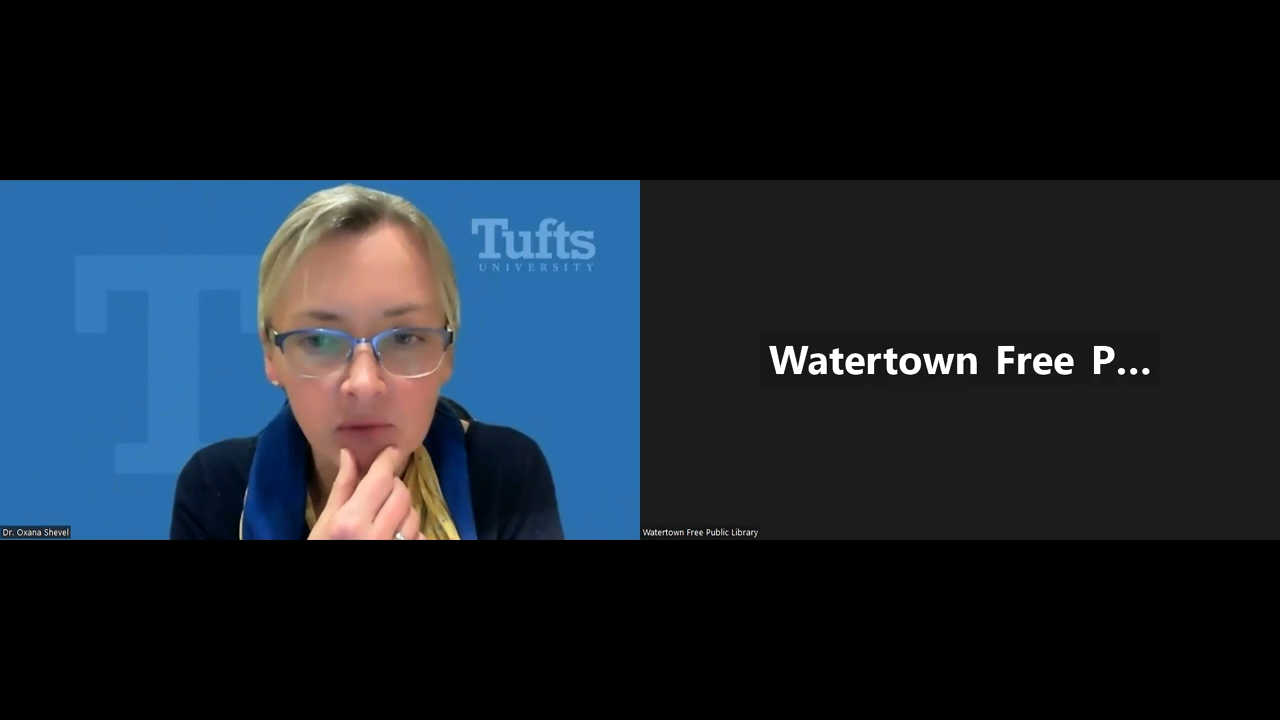 T
Tufts
UNIVERSITY
Dr. Oxana Shevel
Watertown Free P...
Watertown Free Public Library